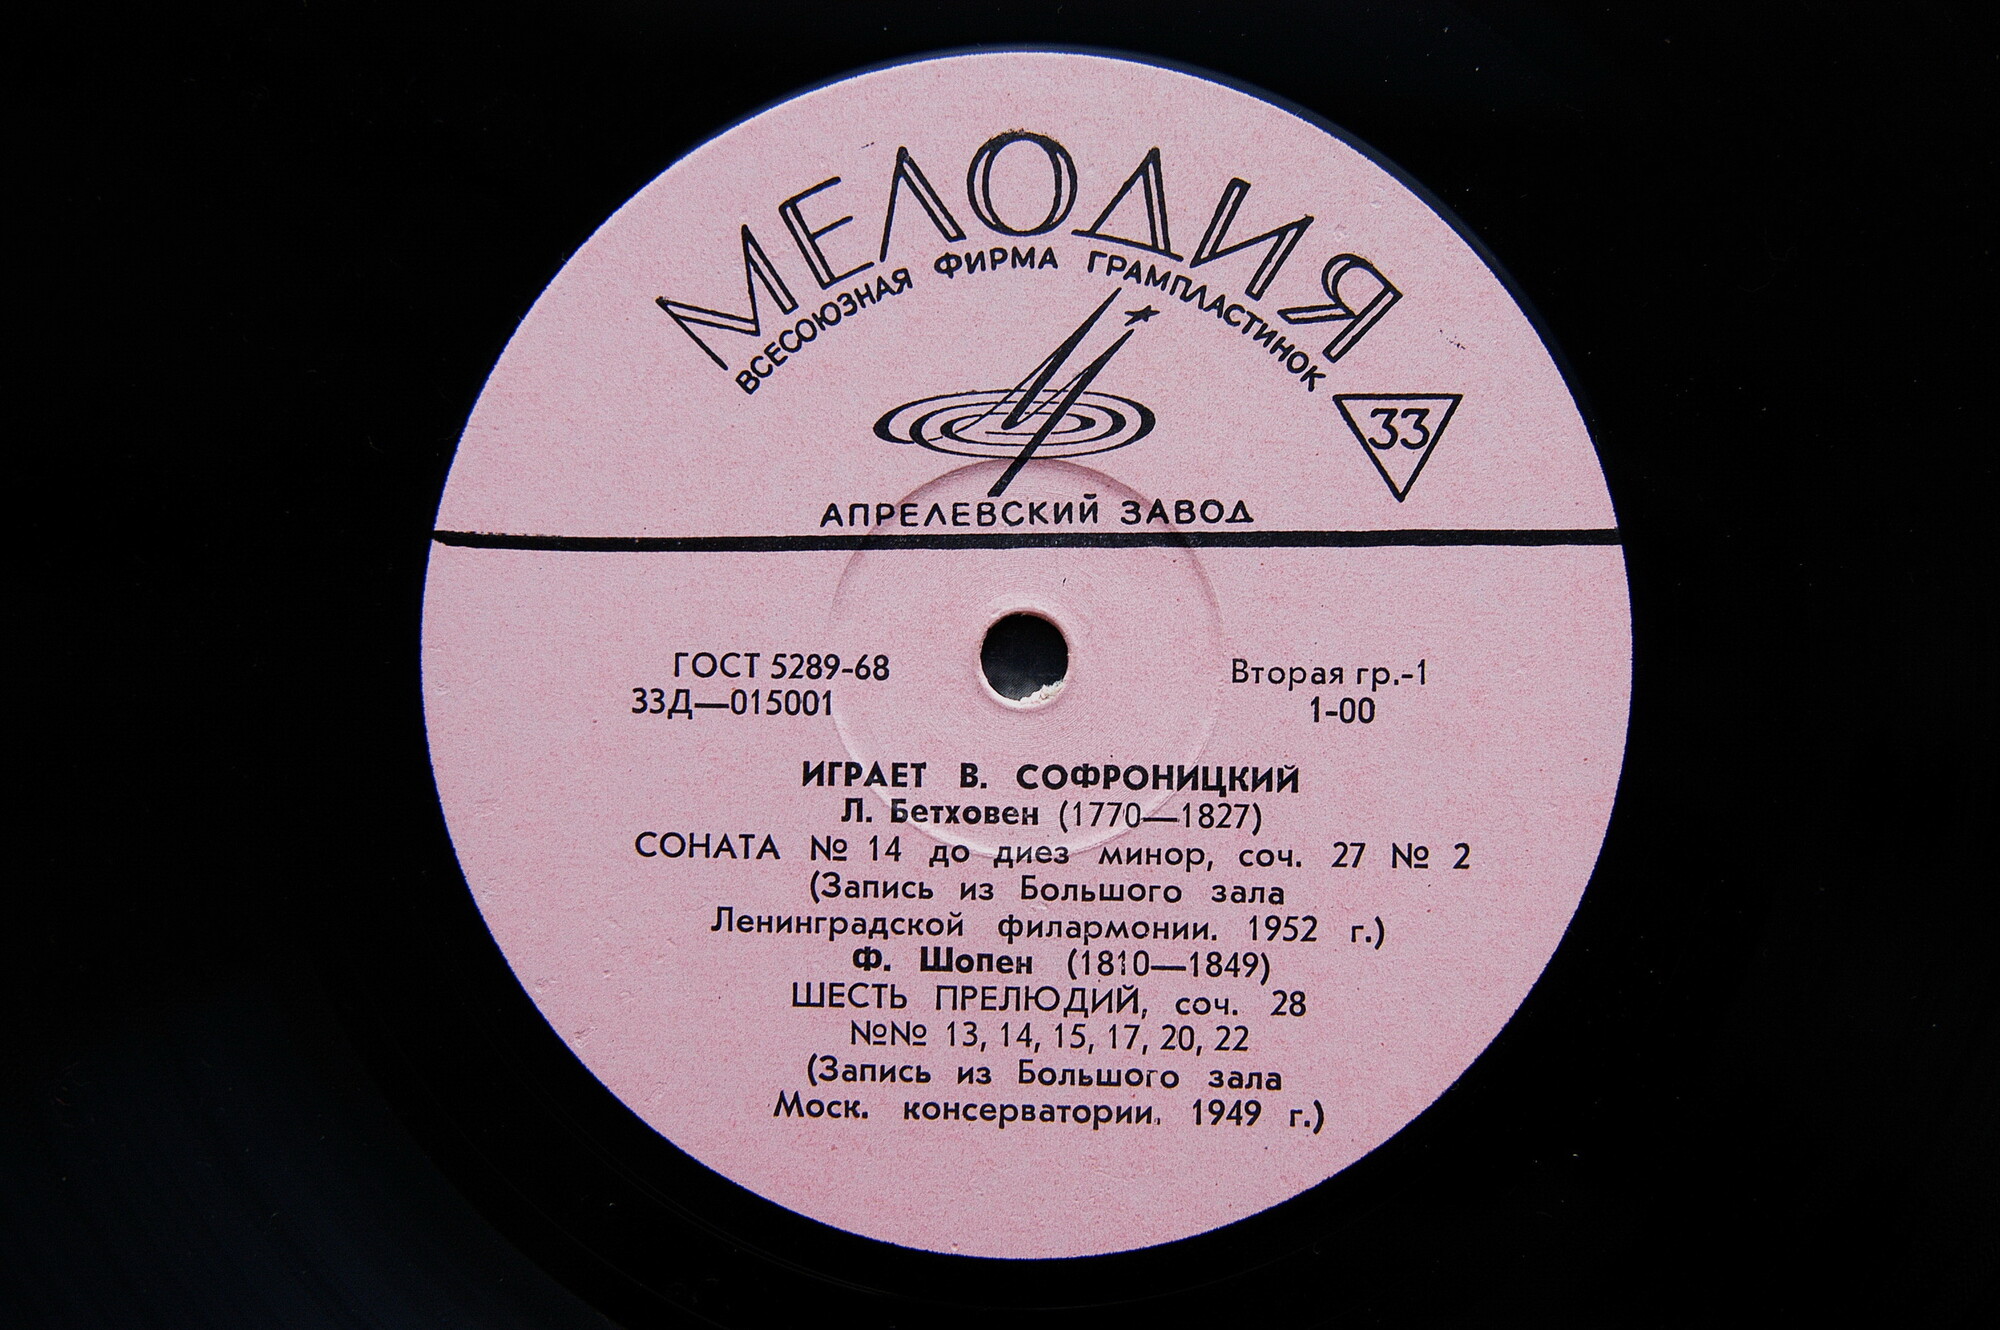 МЕЛОДИЯ
ВСЕСОЮЗНАЯ ФИРМА ГРАМПЛАСТИНОК
33
АПРЕЛЕВСКИЙ ЗАВОД
ГОСТ 5289-68
33Д—015001
Вторая гр.-1
1-00
ИГРАЕТ В. СОФРОНИЦКИЙ
Л. Бетховен (1770—1827)
СОНАТА № 14 до диез минор, соч. 27 № 2
(Запись из Большого зала
Ленинградской филармонии. 1952 г.)
Ф. Шопен (1810—1849)
ШЕСТЬ ПРЕЛЮДИЙ, соч. 28
№№ 13, 14, 15, 17, 20, 22
(Запись из Большого зала
Моск. консерватории. 1949 г.)